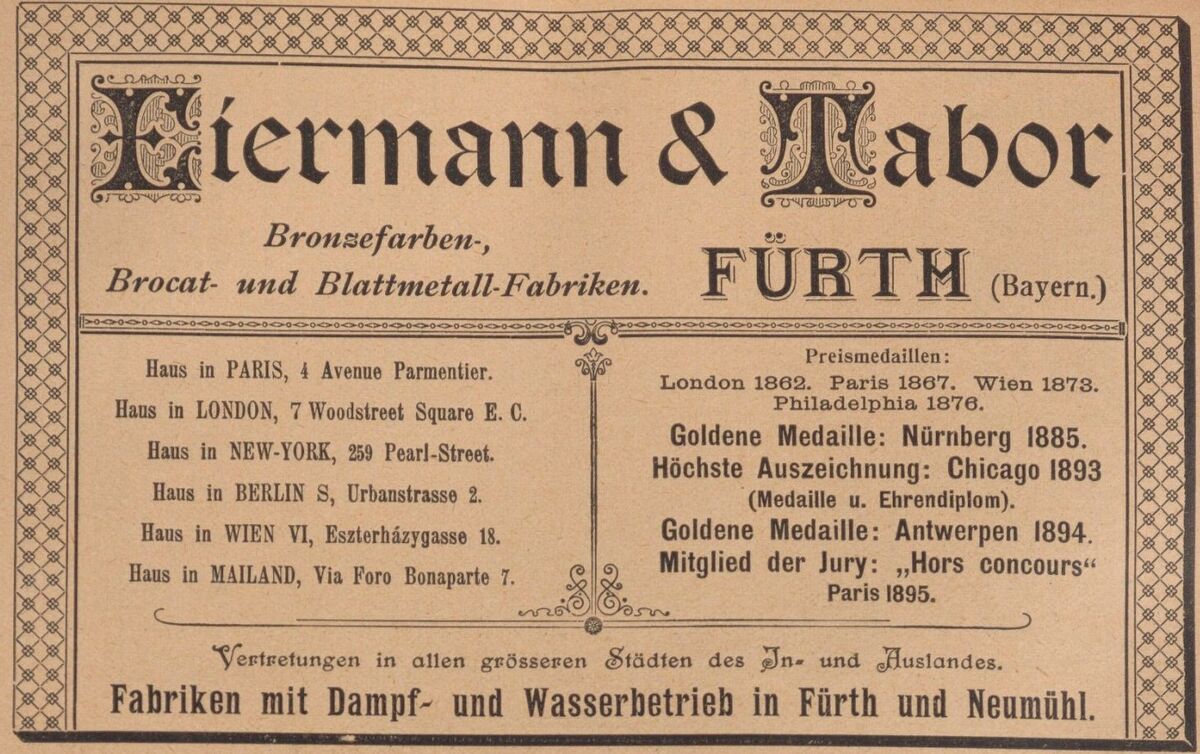 Eiermann & Tabor
Bronzefarben-,
Brocat- und Blattmetall-Fabriken.
FÜRTH (Bayern.)
Haus in PARIS, 4 Avenue Parmentier.
Haus in LONDON, 7 Woodstreet Square E. C.
Haus in NEW-YORK, 259 Pearl-Street.
Haus in BERLIN S, Urbanstrasse 2.
Haus in WIEN VI, Eszterházygasse 18.
Haus in MAILAND, Via Foro Bonaparte 7.
Preismedaillen:
London 1862. Paris 1867. Wien 1873.
Philadelphia 1876.
Goldene Medaille: Nürnberg 1885.
Höchste Auszeichnung: Chicago 1893
(Medaille u. Ehrendiplom).
Goldene Medaille: Antwerpen 1894.
Mitglied der Jury: „Hors concours“
Paris 1895.
Vertretungen in allen grösseren Städten des In- und Auslandes.
Fabriken mit Dampf- und Wasserbetrieb in Fürth und Neumühl.